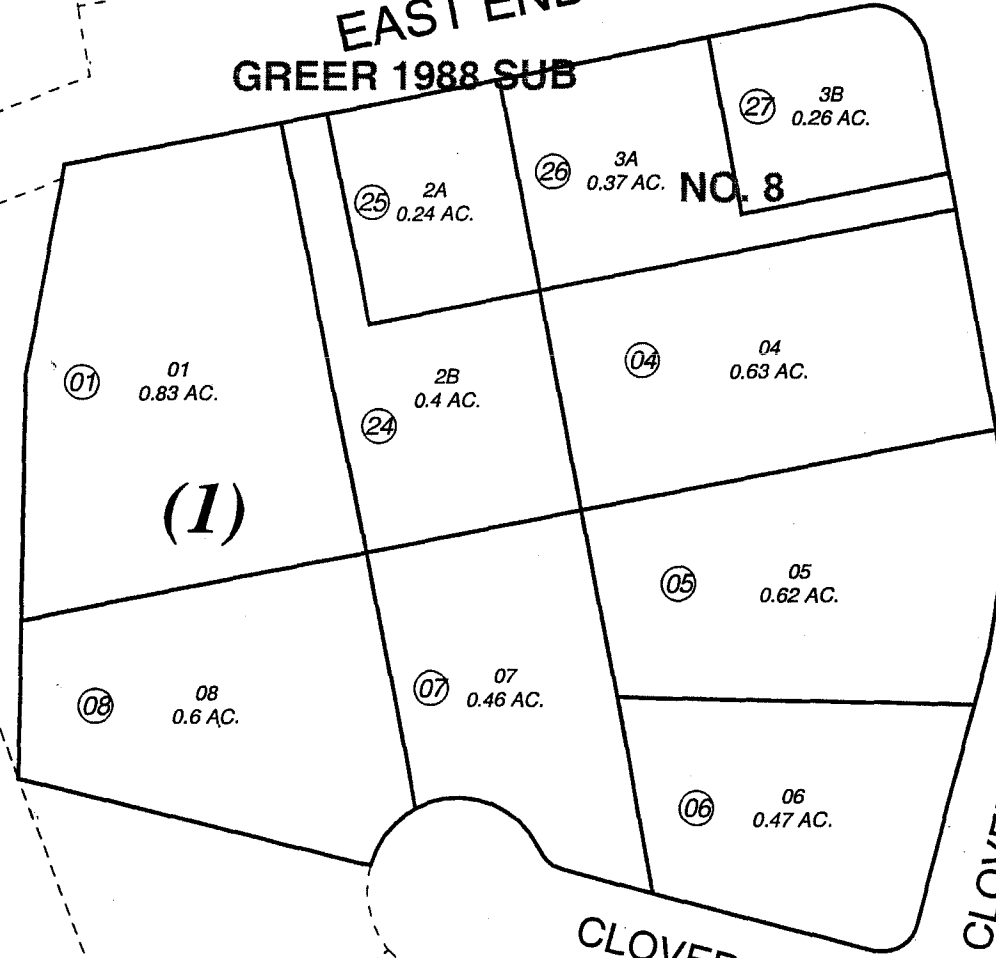 EAST END
GREER 1988 SUB
NO. 8
27
3B
0.26 AC.
26
3A
0.37 AC.
25
2A
0.24 AC.
01
01
0.83 AC.
24
2B
0.4 AC.
04
04
0.63 AC.
(1)
05
05
0.62 AC.
08
08
0.6 AC.
07
07
0.46 AC.
06
06
0.47 AC.
CLOVER
CLOVE